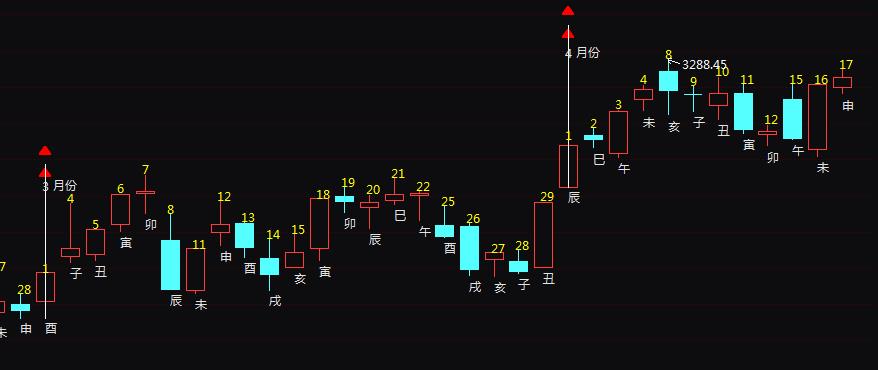 4 月份
3288.45
3 月份
7 未
28 申
1 酉
4 子
5 丑
6 寅
7 卯
8 辰
11 未
12 申
13 酉
14 戌
15 亥
18 寅
19 卯
20 辰
21 巳
22 午
25 酉
26 戌
27 亥
28 子
29 丑
1 辰
2 巳
3 午
4 未
8 亥
9 子
10 丑
11 寅
12 卯
15 午
16 未
17 申